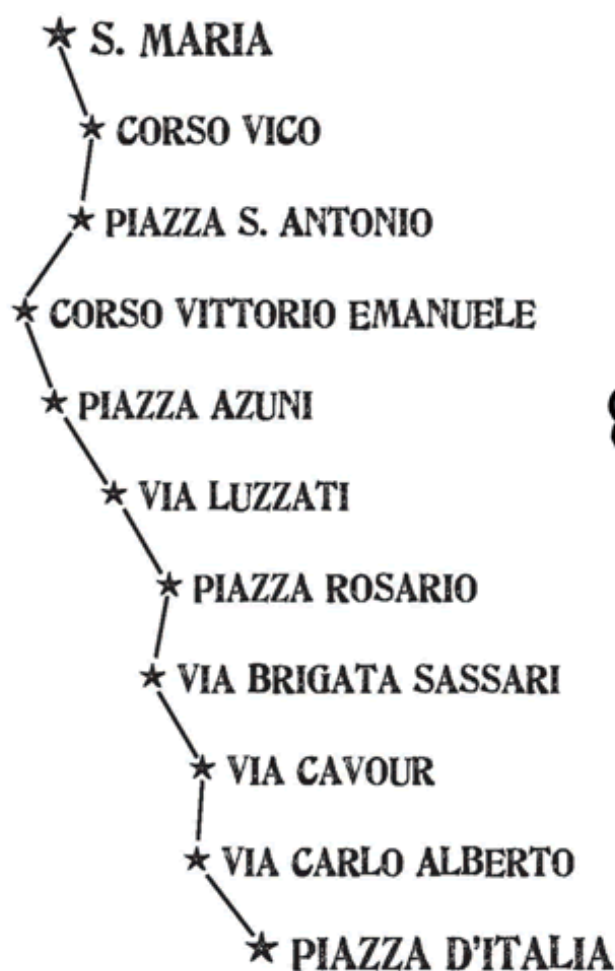 S. MARIA
CORSO VICO
PIAZZA S. ANTONIO
CORSO VITTORIO EMANUELE
PIAZZA AZUNI
VIA LUZZATI
PIAZZA ROSARIO
VIA BRIGATA SASSARI
VIA CAVOUR
VIA CARLO ALBERTO
PIAZZA D'ITALIA